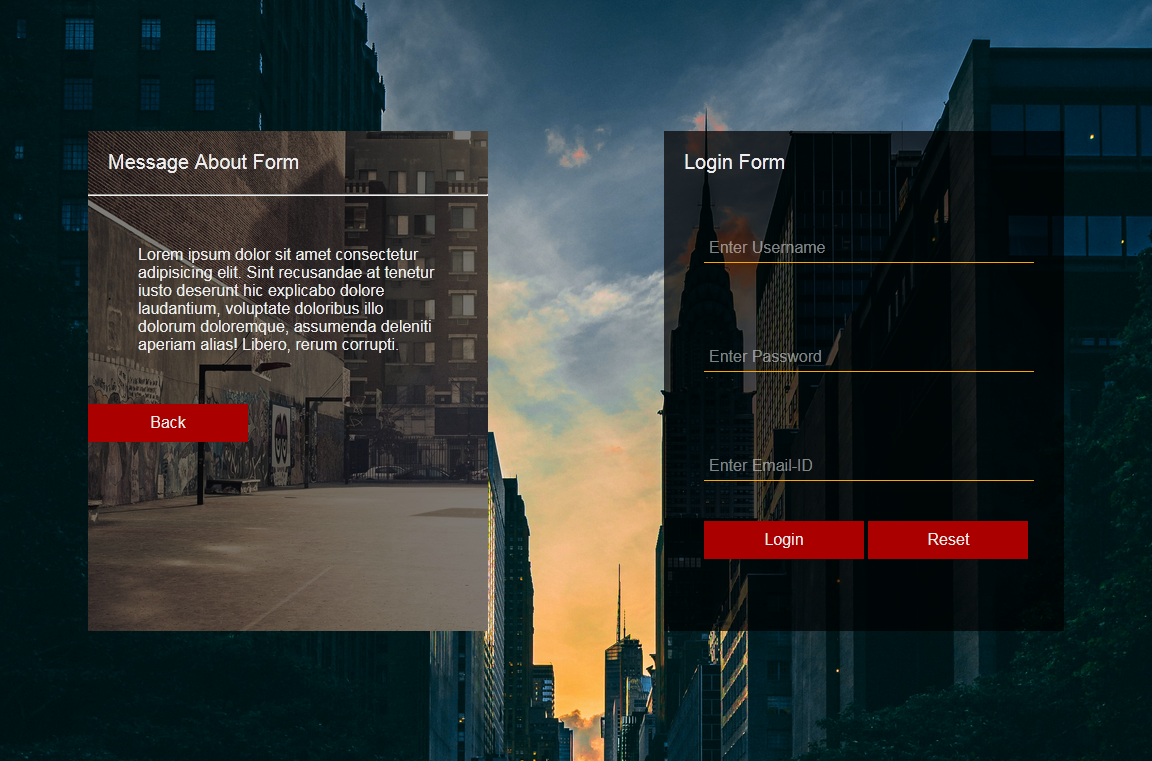 Message About Form
Lorem ipsum dolor sit amet consectetur
adipisicing elit. Sint recusandae at tenetur
iusto deserunt hic explicabo dolore
laudantium, voluptate doloribus illo
dolorum doloremque, assumenda deleniti
aperiam alias! Libero, rerum corrupti.
Back
Login Form
Enter Username
Enter Password
Enter Email-ID
Login
Reset